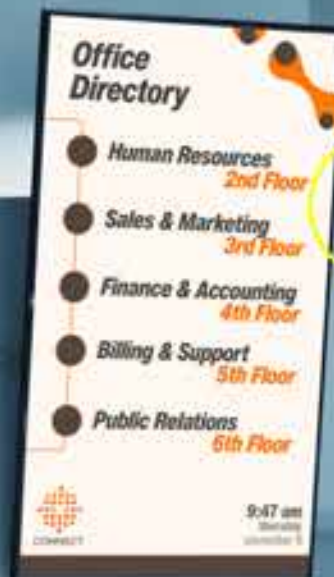 Office
Directory
Human Resources
2nd Floor
Sales & Marketing
3rd Floor
Finance & Accounting
4th Floor
Billing & Support
5th Floor
Public Relations
6th Floor
CONNECT
9:47 am